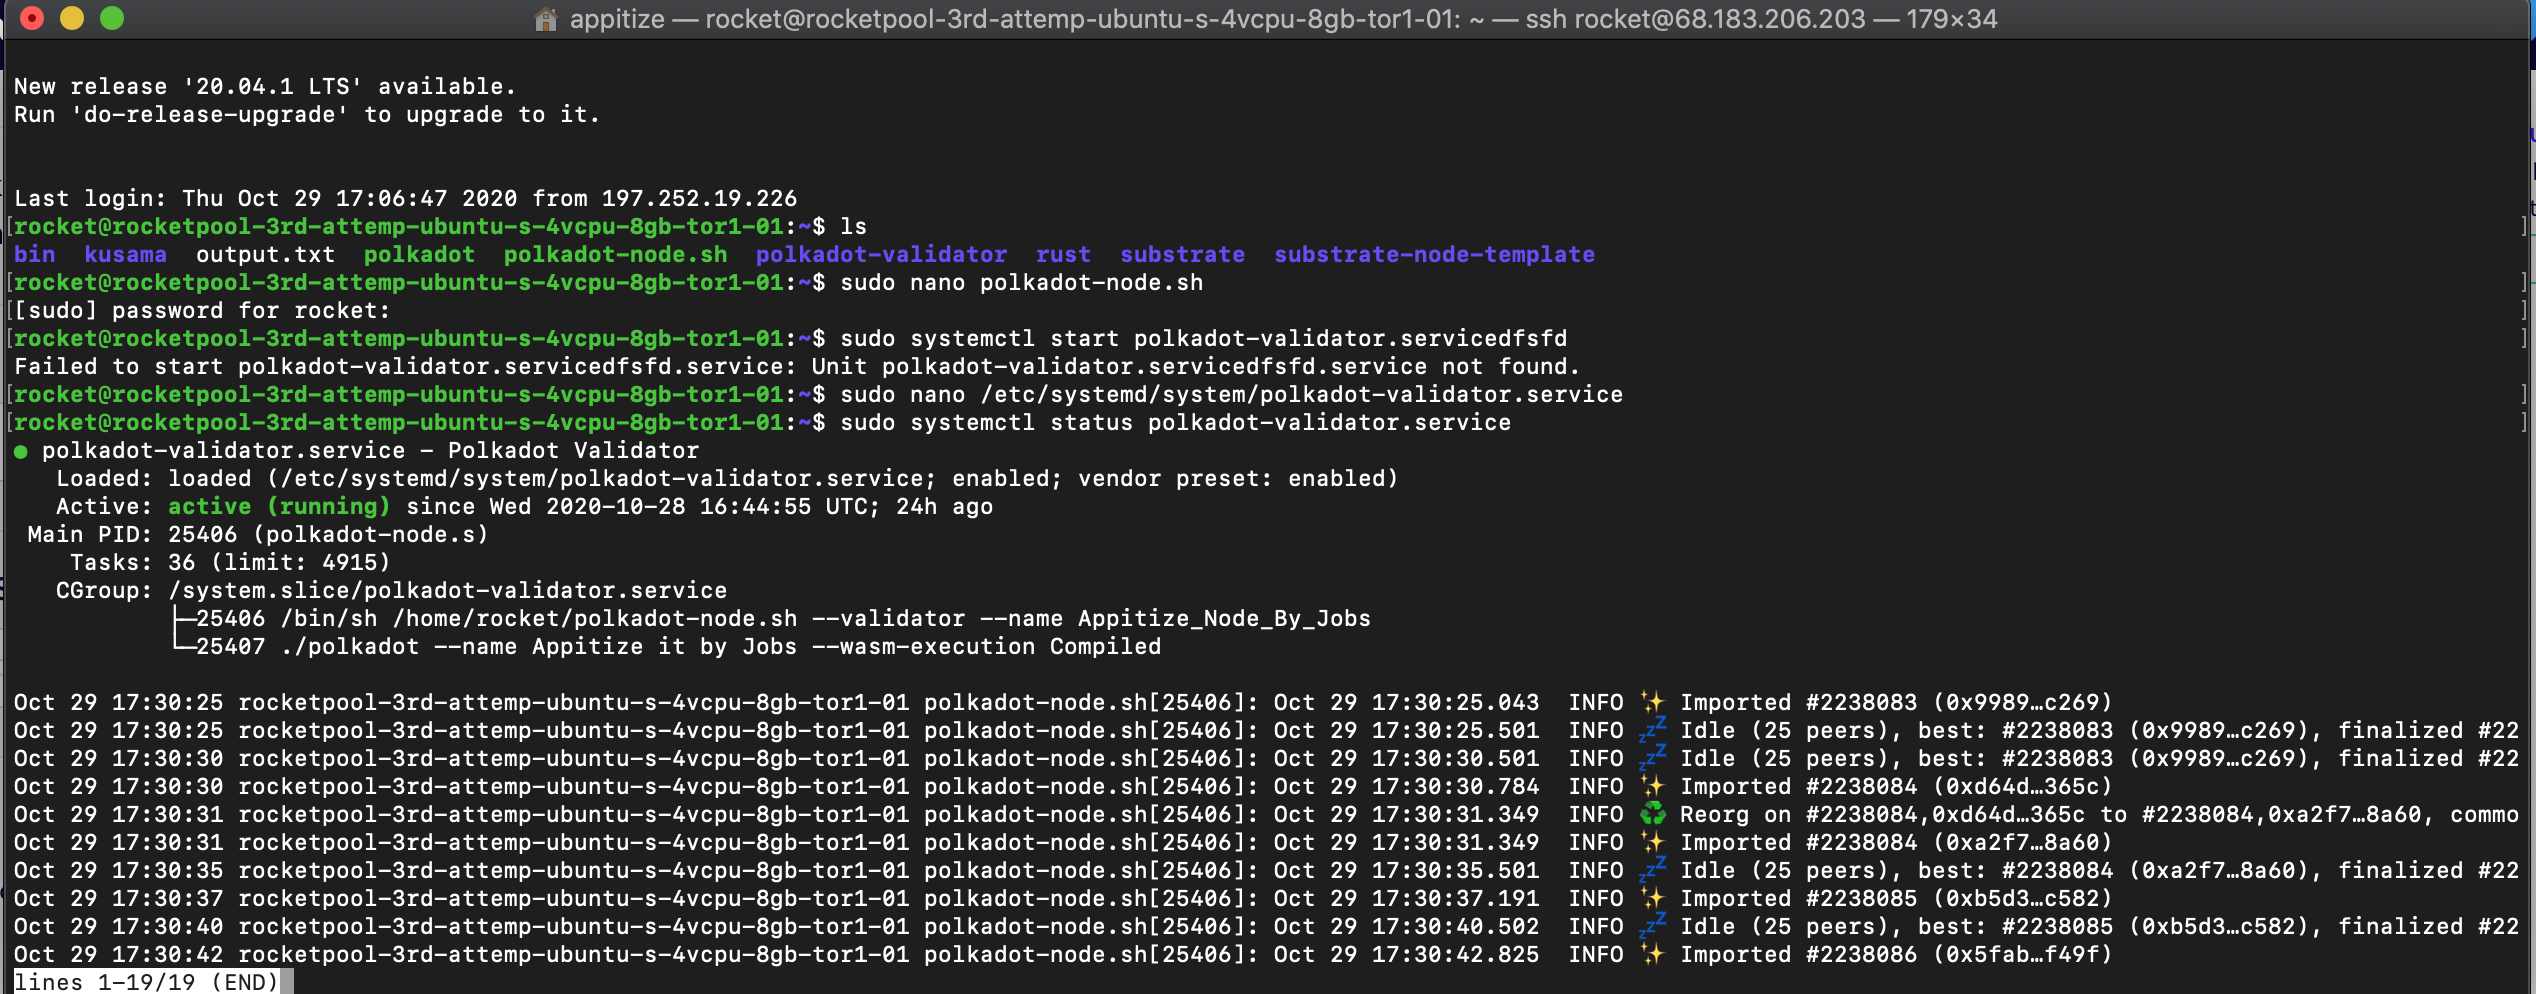 appitize — rocket@rocketpool-3rd-attemp-ubuntu-s-4vcpu-8gb-tor1-01: ~ — ssh rocket@68.183.206.203 — 179×34
New release '20.04.1 LTS' available.
Run 'do-release-upgrade' to upgrade to it.
Last login: Thu Oct 29 17:06:47 2020 from 197.252.19.226
[rocket@rocketpool-3rd-attemp-ubuntu-s-4vcpu-8gb-tor1-01:~$ ls ]
bin  kusama  output.txt  polkadot  polkadot-node.sh  polkadot-validator  rust  substrate  substrate-node-template
[rocket@rocketpool-3rd-attemp-ubuntu-s-4vcpu-8gb-tor1-01:~$ sudo nano polkadot-node.sh ]
[[sudo] password for rocket: ]
[rocket@rocketpool-3rd-attemp-ubuntu-s-4vcpu-8gb-tor1-01:~$ sudo systemctl start polkadot-validator.servicedfsfd ]
Failed to start polkadot-validator.servicedfsfd.service: Unit polkadot-validator.servicedfsfd.service not found.
[rocket@rocketpool-3rd-attemp-ubuntu-s-4vcpu-8gb-tor1-01:~$ sudo nano /etc/systemd/system/polkadot-validator.service ]
[rocket@rocketpool-3rd-attemp-ubuntu-s-4vcpu-8gb-tor1-01:~$ sudo systemctl status polkadot-validator.service ]
● polkadot-validator.service - Polkadot Validator
Loaded: loaded (/etc/systemd/system/polkadot-validator.service; enabled; vendor preset: enabled)
Active: active (running) since Wed 2020-10-28 16:44:55 UTC; 24h ago
Main PID: 25406 (polkadot-node.s)
Tasks: 36 (limit: 4915)
CGroup: /system.slice/polkadot-validator.service
├─25406 /bin/sh /home/rocket/polkadot-node.sh --validator --name Appitize_Node_By_Jobs
└─25407 ./polkadot --name Appitize it by Jobs --wasm-execution Compiled
Oct 29 17:30:25 rocketpool-3rd-attemp-ubuntu-s-4vcpu-8gb-tor1-01 polkadot-node.sh[25406]: Oct 29 17:30:25.043  INFO ✨ Imported #2238083 (0x9989…c269)
Oct 29 17:30:25 rocketpool-3rd-attemp-ubuntu-s-4vcpu-8gb-tor1-01 polkadot-node.sh[25406]: Oct 29 17:30:25.501  INFO 💤 Idle (25 peers), best: #2238083 (0x9989…c269), finalized #22
Oct 29 17:30:30 rocketpool-3rd-attemp-ubuntu-s-4vcpu-8gb-tor1-01 polkadot-node.sh[25406]: Oct 29 17:30:30.501  INFO 💤 Idle (25 peers), best: #2238083 (0x9989…c269), finalized #22
Oct 29 17:30:30 rocketpool-3rd-attemp-ubuntu-s-4vcpu-8gb-tor1-01 polkadot-node.sh[25406]: Oct 29 17:30:30.784  INFO ✨ Imported #2238084 (0xd64d…365c)
Oct 29 17:30:31 rocketpool-3rd-attemp-ubuntu-s-4vcpu-8gb-tor1-01 polkadot-node.sh[25406]: Oct 29 17:30:31.349  INFO ♻️ Reorg on #2238084,0xd64d…365c to #2238084,0xa2f7…8a60, commo
Oct 29 17:30:31 rocketpool-3rd-attemp-ubuntu-s-4vcpu-8gb-tor1-01 polkadot-node.sh[25406]: Oct 29 17:30:31.349  INFO ✨ Imported #2238084 (0xa2f7…8a60)
Oct 29 17:30:35 rocketpool-3rd-attemp-ubuntu-s-4vcpu-8gb-tor1-01 polkadot-node.sh[25406]: Oct 29 17:30:35.501  INFO 💤 Idle (25 peers), best: #2238084 (0xa2f7…8a60), finalized #22
Oct 29 17:30:37 rocketpool-3rd-attemp-ubuntu-s-4vcpu-8gb-tor1-01 polkadot-node.sh[25406]: Oct 29 17:30:37.191  INFO ✨ Imported #2238085 (0xb5d3…c582)
Oct 29 17:30:40 rocketpool-3rd-attemp-ubuntu-s-4vcpu-8gb-tor1-01 polkadot-node.sh[25406]: Oct 29 17:30:40.502  INFO 💤 Idle (25 peers), best: #2238085 (0xb5d3…c582), finalized #22
Oct 29 17:30:42 rocketpool-3rd-attemp-ubuntu-s-4vcpu-8gb-tor1-01 polkadot-node.sh[25406]: Oct 29 17:30:42.825  INFO ✨ Imported #2238086 (0x5fab…f49f)
lines 1-19/19 (END)